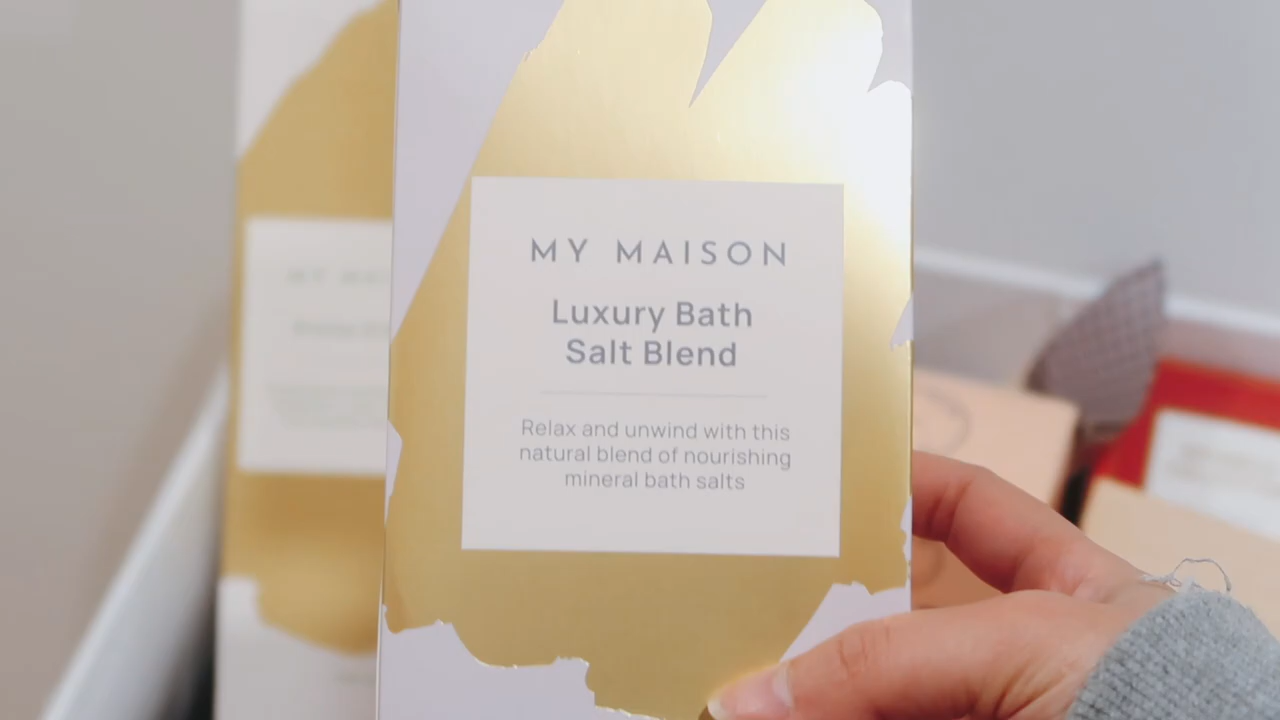 MY MAISON
Luxury Bath
Salt Blend
Relax and unwind with this
natural blend of nourishing
mineral bath salts